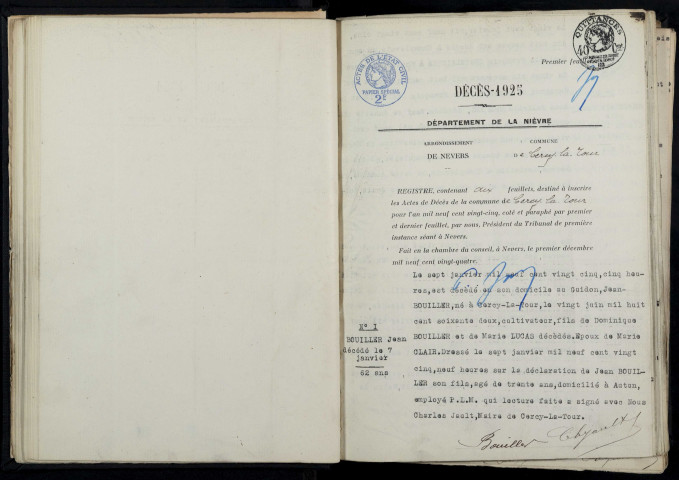 QUITTANCES
40
Premier feuillet
ACTES DE L'ÉTAT CIVIL
PAPIER SPÉCIAL
2F
DÉCÈS-1925
DÉPARTEMENT DE LA NIÈVRE
ARRONDISSEMENT
DE NEVERS
COMMUNE
DE Cercy la Tour
REGISTRE, contenant dix feuillets, destiné à inscrire
les Actes de Décès de la commune de Cercy la Tour
pour l'an mil neuf cent vingt-cinq, coté et paraphé par premier
et dernier feuillet, par nous, Président du Tribunal de première
instance séant à Nevers.
Fait en la chambre du conseil, à Nevers, le premier décembre
mil neuf cent vingt-quatre.
Le sept janvier mil neuf cent vingt cinq, cinq heu-
res, est décédé en son domicile au Guidon, Jean
BOUILLER, né à Cercy-La-Tour, le vingt juin mil huit
cent soixante deux, cultivateur, fils de Dominique
BOUILLER et de Marie LUCAS décédés. Epoux de Marie
CLAIR. Dressé le sept janvier mil neuf cent vingt
cinq, neuf heures sur la déclaration de Jean BOUIL-
LER son fils, agé de trente ans, domicilié à
employé P.L.M. qui lecture faite a signé avec Nous
Charles Jault, Maire de Cercy-La-Tour.
N° 1
BOUILLER Jean
décédé le 7
janvier
62 ans
Bouiller Ch Jault